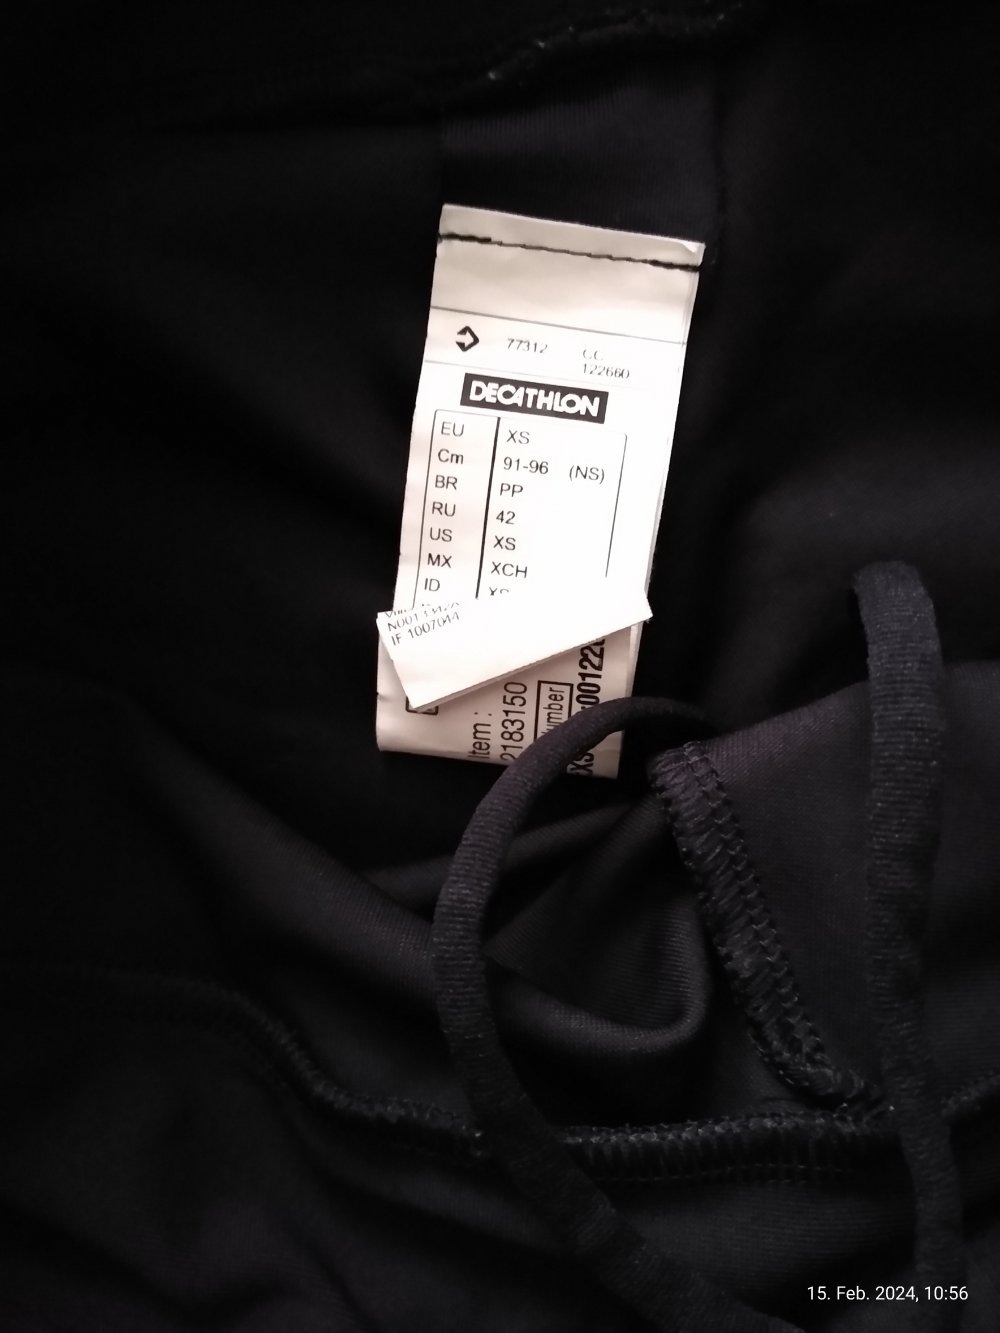 77312 CC
122660
DECATHLON
EU XS
Cm 91-96 (NS)
BR PP
RU 42
US XS
MX XCH
ID XS
IF 1007044
Item.:
2183150
15. Feb. 2024, 10:56